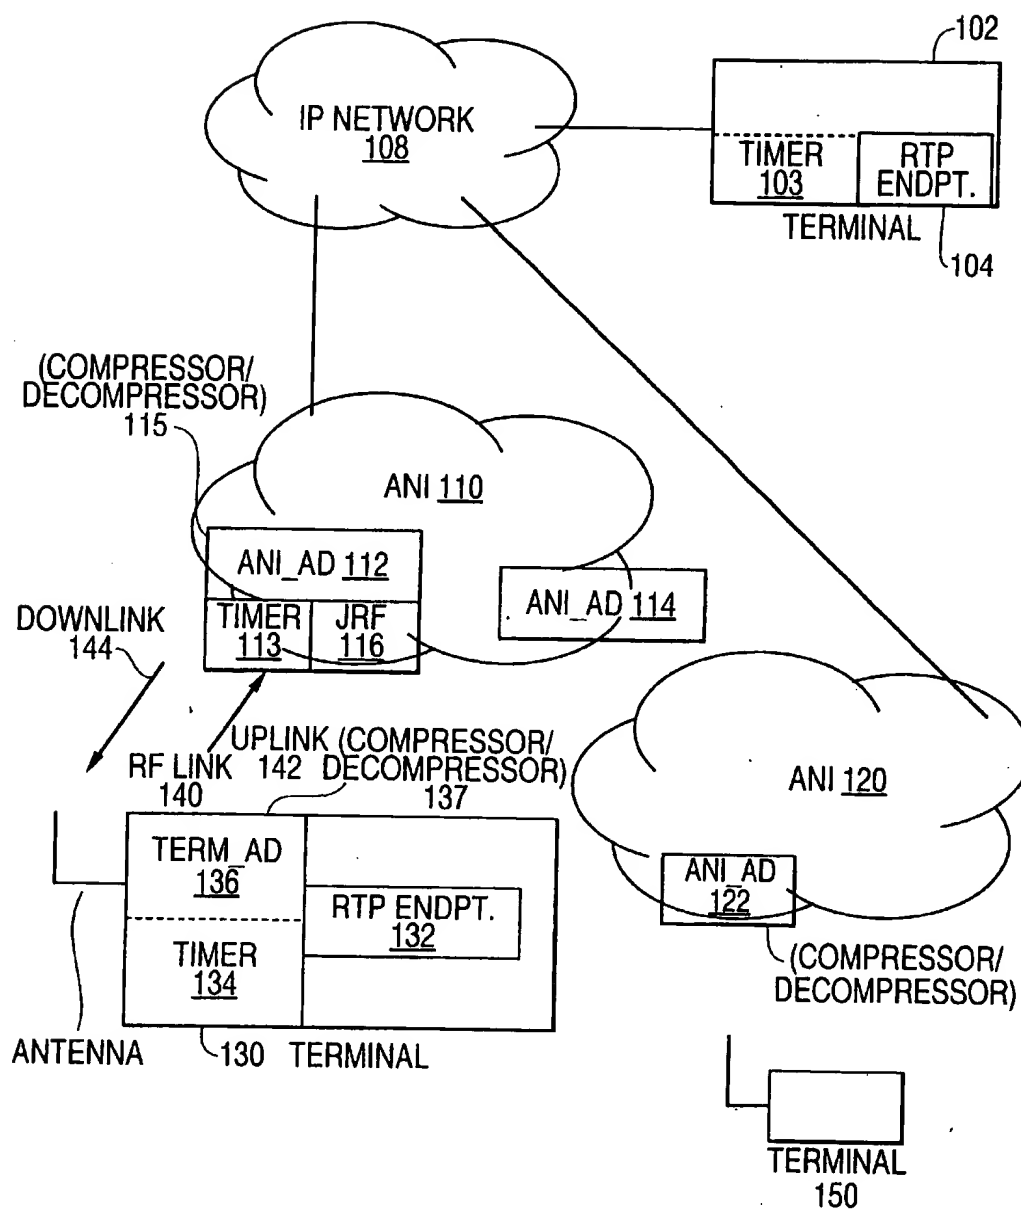 102
IP NETWORK
108
TIMER
103
RTP
ENDPT.
TERMINAL
104
(COMPRESSOR/
DECOMPRESSOR)
115
ANI 110
ANI_AD 112
TIMER
113
JRF
116
ANI_AD 114
DOWNLINK
144
UPLINK
142
RF LINK
140
(COMPRESSOR/
DECOMPRESSOR)
137
ANI 120
TERM_AD
136
RTP ENDPT.
132
TIMER
134
ANI_AD
122
(COMPRESSOR/
DECOMPRESSOR)
ANTENNA
130 TERMINAL
TERMINAL
150